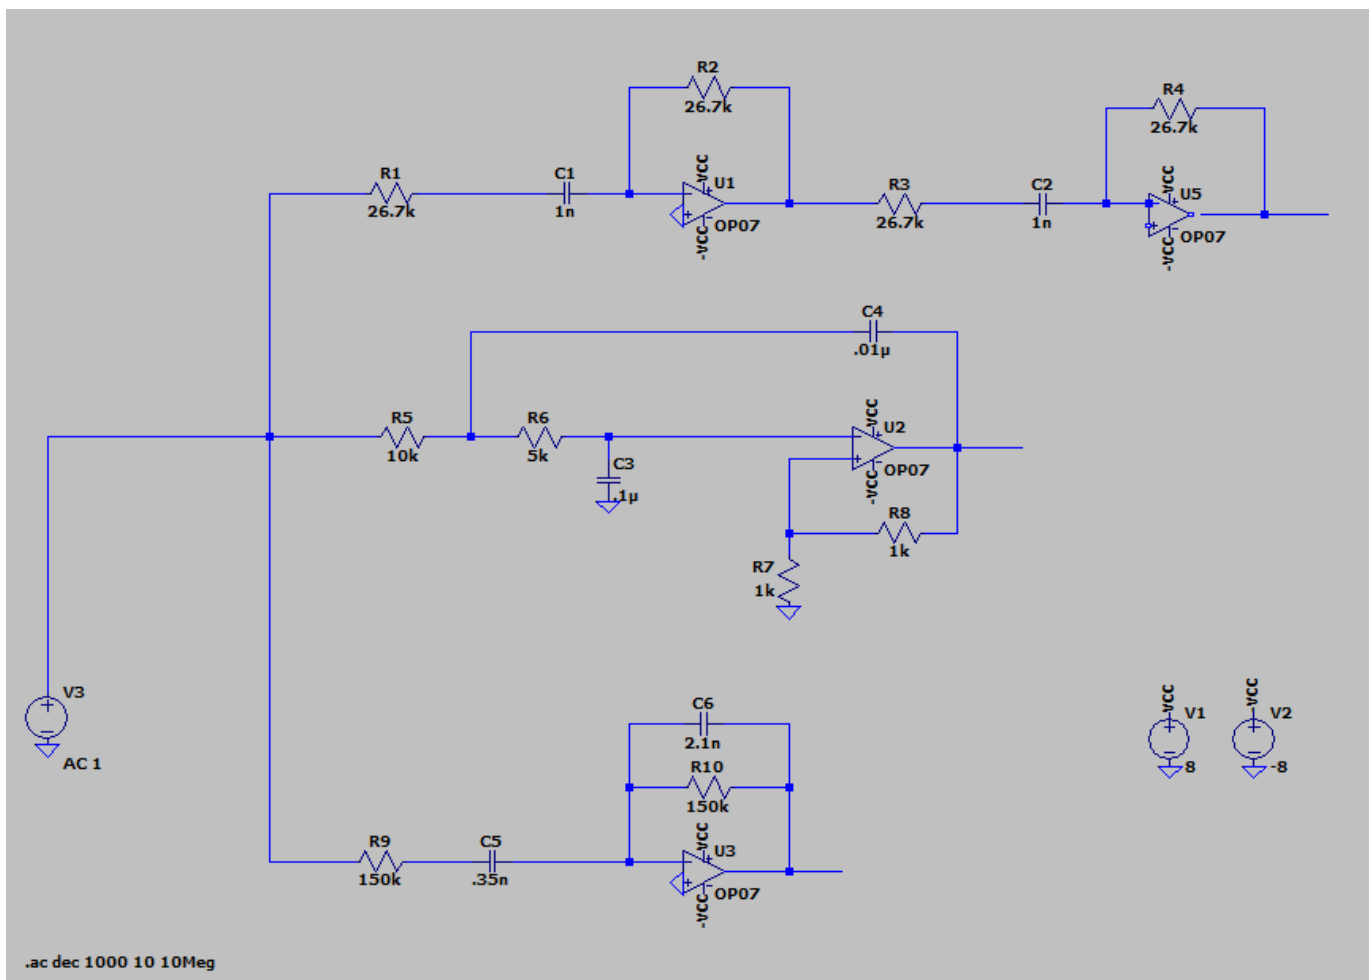 R2
26.7k
R4
26.7k
R1
26.7k
C1
1n
VCC
U1
OP07
-VCC
R3
26.7k
C2
1n
VCC
U5
OP07
-VCC
C4
.01µ
R5
10k
R6
5k
C3
.1µ
VCC
U2
OP07
-VCC
R8
1k
R7
1k
V3
AC 1
C6
2.1n
R10
150k
R9
150k
C5
.35n
VCC
U3
OP07
-VCC
VCC
V1
8
-VCC
V2
-8
.ac dec 1000 10 10Meg